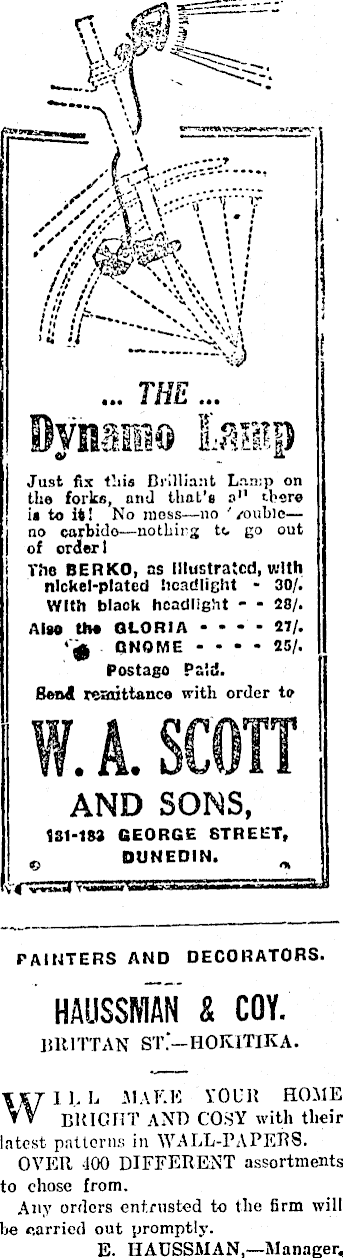 ... THE ...
Dynamo Lamp
Just fix this Brilliant Lamp on
the forks, and that's all there
is to it! No mess—no trouble—
no carbide—nothing to go out
of order!
The BERKO, as illustrated, with
nickel-plated headlight - 30/.
With black headlight - - 28/.
Also the GLORIA - - - - 27/.
GNOME - - - - 25/.
Postage Paid.
Send remittance with order to
W. A. SCOTT
AND SONS,
181-183 GEORGE STREET,
DUNEDIN.
PAINTERS AND DECORATORS.
HAUSSMAN & COY.
BRITTAN ST.—HOKITIKA.
WILL MAKE YOUR HOME
BRIGHT AND COSY with their
latest patterns in WALL-PAPERS.
OVER 400 DIFFERENT assortments
to chose from.
Any orders entrusted to the firm will
be carried out promptly.
E. HAUSSMAN,—Manager.